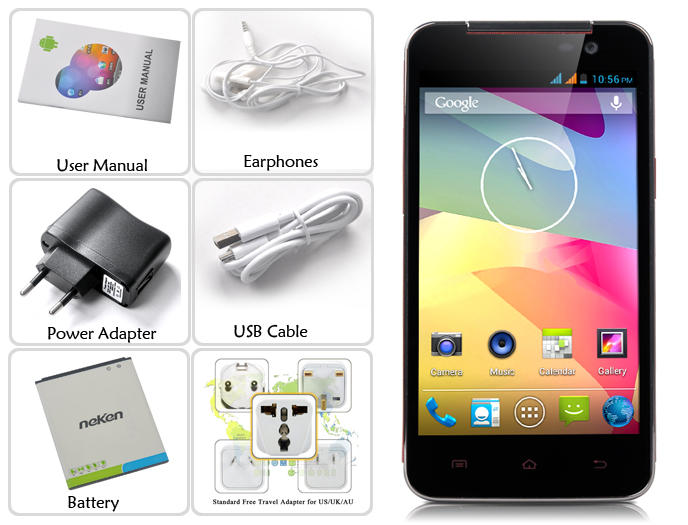 USER MANUAL
User Manual
Earphones
Power Adapter
USB Cable
neken
Battery
Standard Free Travel Adapter for US/UK/AU
10:56 PM
Google
Camera
Music
Calendar
Gallery